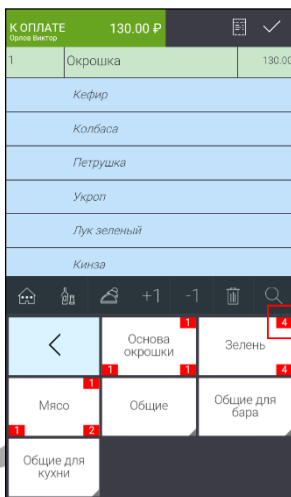 К ОПЛАТЕ 130.00 ₽
Орлов Виктор
1 Окрошка 130.00
Кефир
Колбаса
Петрушка
Укроп
Лук зеленый
Кинза
+1 -1
1 4
Основа
окрошки
Зелень
1 1 4
1
Мясо
Общие
Общие для
бара
1 2
Общие для
кухни